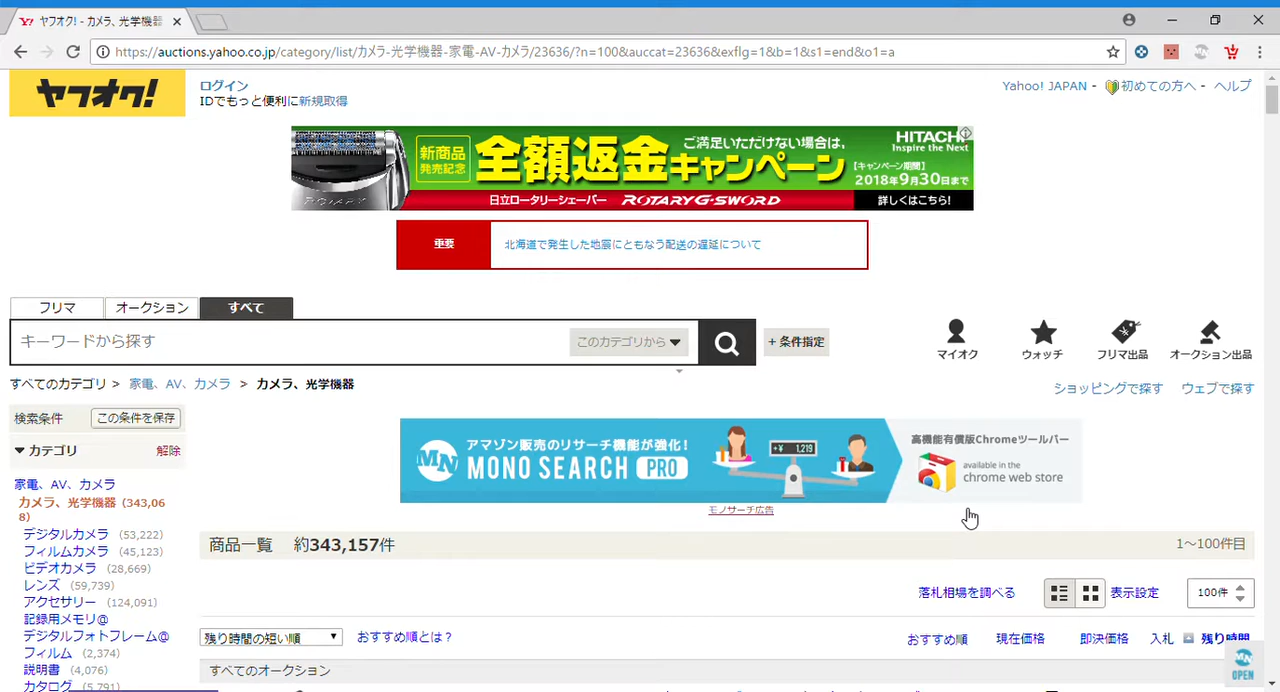 ヤフオク! - カメラ、光学機器
https://auctions.yahoo.co.jp/category/list/カメラ-光学機器-家電-AV-カメラ/23636/?n=100&auccat=23636&exflg=1&b=1&s1=end&o1=a
ヤフオク!
ログイン
IDでもっと便利に新規取得
Yahoo! JAPAN - 初めての方へ - ヘルプ
新商品
発売記念
全額返金キャンペーン
ご満足いただけない場合は、
HITACHI
Inspire the Next
【キャンペーン期間】
2018年9月30日まで
日立ロータリーシェーバー ROTARY G-SWORD
詳しくはこちら!
重要
北海道で発生した地震にともなう配送の遅延について
フリマ オークション すべて
キーワードから探す
このカテゴリから ▼
+ 条件指定
マイオク ウォッチ フリマ出品 オークション出品
すべてのカテゴリ > 家電、AV、カメラ > カメラ、光学機器
ショッピングで探す ウェブで探す
検索条件 この条件を保存
▼カテゴリ 解除
家電、AV、カメラ
カメラ、光学機器 (343,06
8)
デジタルカメラ (53,222)
フィルムカメラ (45,123)
ビデオカメラ (28,669)
レンズ (59,739)
アクセサリー (124,091)
記録用メモリ@
デジタルフォトフレーム@
フィルム (2,374)
説明書 (4,076)
カタログ (5,791)
MN
アマゾン販売のリサーチ機能が強化!
MONO SEARCH PRO
+¥ 1,219
高機能有償版Chromeツールバー
available in the
chrome web store
モノサーチ広告
商品一覧 約343,157件
1～100件目
落札相場を調べる
表示設定
100件
残り時間の短い順 ▼
おすすめ順とは？
おすすめ順 現在価格 即決価格 入札 残り時間
すべてのオークション
MN
OPEN